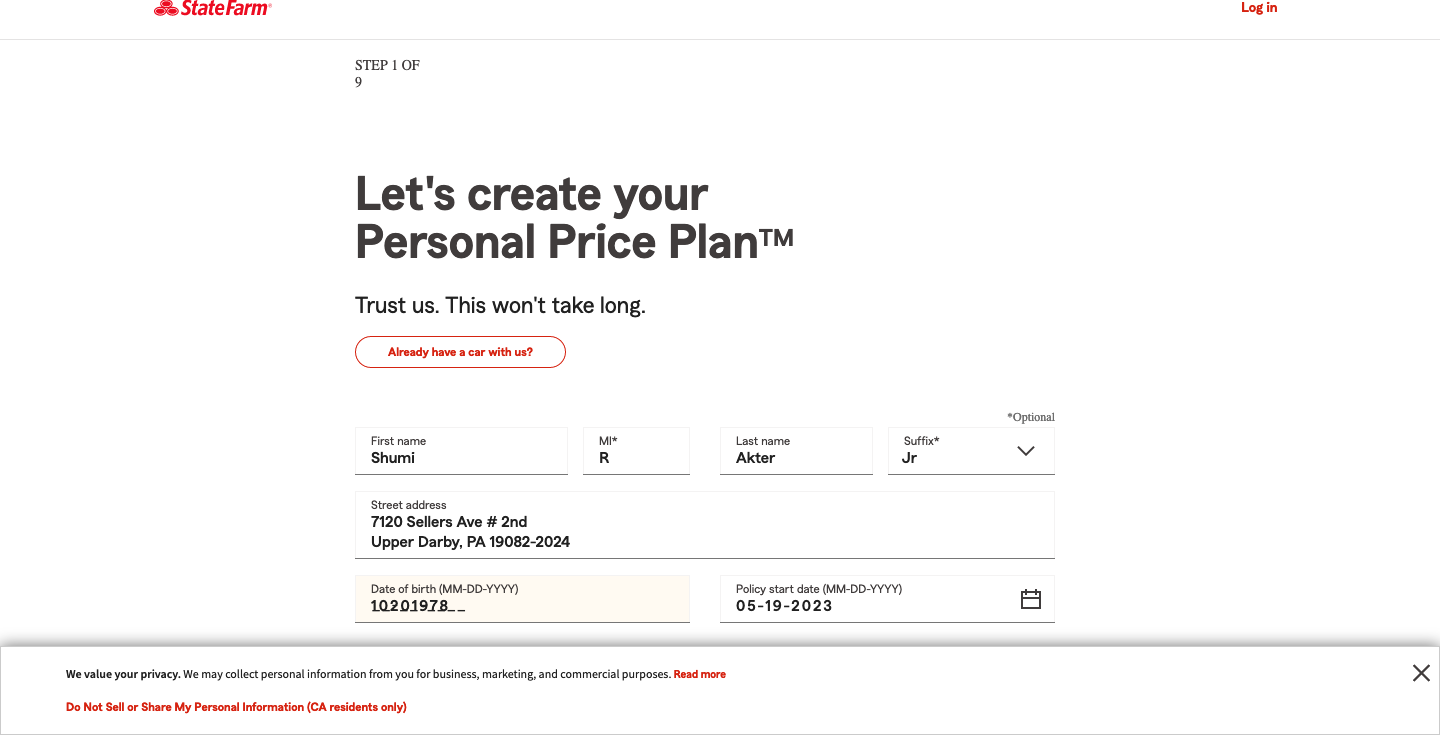 StateFarm®
Log in
STEP 1 OF
9
Let's create your
Personal Price Plan™
Trust us. This won't take long.
Already have a car with us?
*Optional
First name
Shumi
MI*
R
Last name
Akter
Suffix*
Jr
Street address
7120 Sellers Ave # 2nd
Upper Darby, PA 19082-2024
Date of birth (MM-DD-YYYY)
10201978__
Policy start date (MM-DD-YYYY)
05-19-2023
We value your privacy. We may collect personal information from you for business, marketing, and commercial purposes. Read more
Do Not Sell or Share My Personal Information (CA residents only)